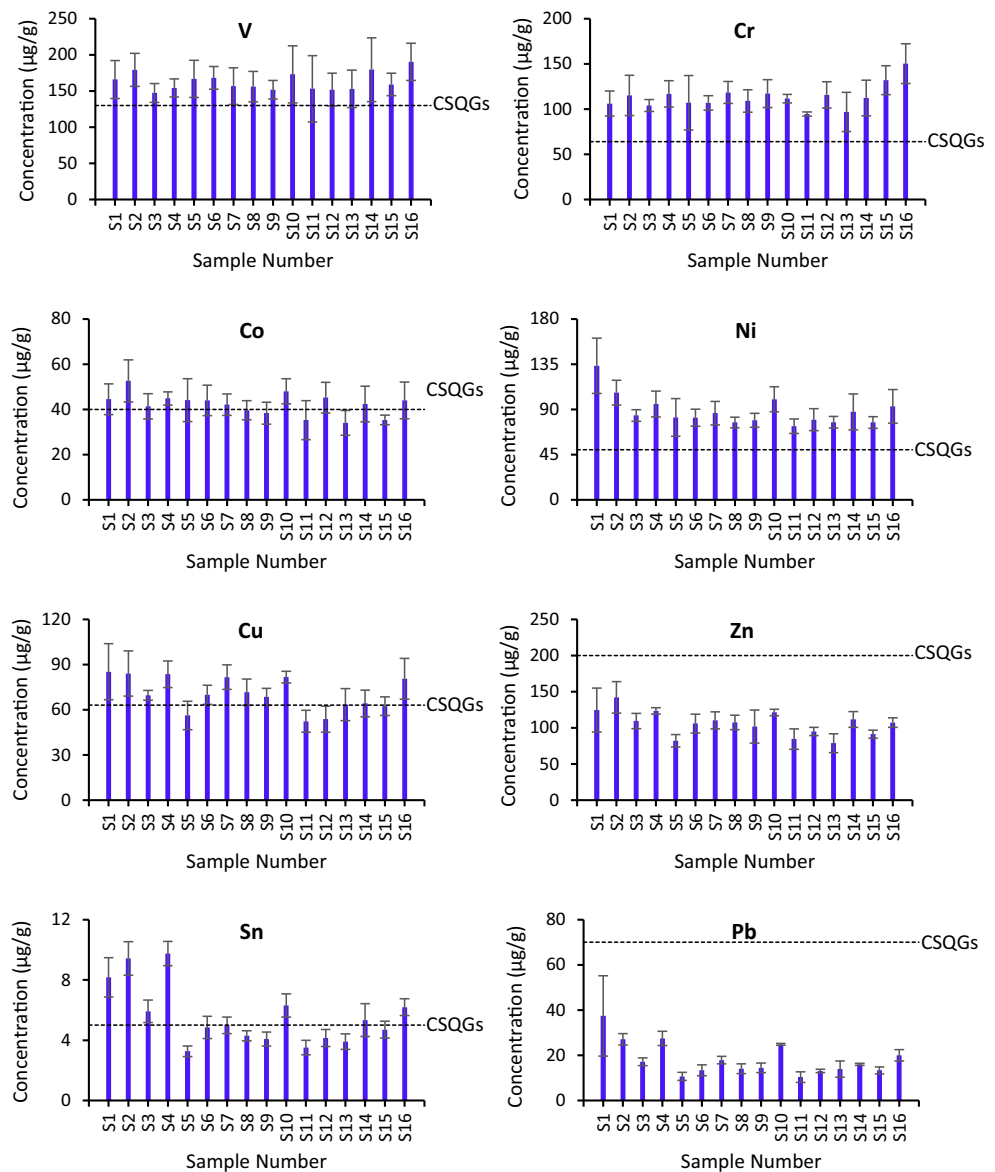 V
Concentration (µg/g)
250
200
150
100
50
0
CSQGs
S1 S2 S3 S4 S5 S6 S7 S8 S9 S10 S11 S12 S13 S14 S15 S16
Sample Number
Cr
Concentration (µg/g)
200
150
100
50
0
CSQGs
S1 S2 S3 S4 S5 S6 S7 S8 S9 S10 S11 S12 S13 S14 S15 S16
Sample Number
Co
Concentration (µg/g)
80
60
40
20
0
CSQGs
S1 S2 S3 S4 S5 S6 S7 S8 S9 S10 S11 S12 S13 S14 S15 S16
Sample Number
Ni
Concentration (µg/g)
180
135
90
45
0
CSQGs
S1 S2 S3 S4 S5 S6 S7 S8 S9 S10 S11 S12 S13 S14 S15 S16
Sample Number
Cu
Concentration (µg/g)
120
90
60
30
0
CSQGs
S1 S2 S3 S4 S5 S6 S7 S8 S9 S10 S11 S12 S13 S14 S15 S16
Sample Number
Zn
Concentration (µg/g)
250
200
150
100
50
0
CSQGs
S1 S2 S3 S4 S5 S6 S7 S8 S9 S10 S11 S12 S13 S14 S15 S16
Sample Number
Sn
Concentration (µg/g)
12
8
4
0
CSQGs
S1 S2 S3 S4 S5 S6 S7 S8 S9 S10 S11 S12 S13 S14 S15 S16
Sample Number
Pb
Concentration (µg/g)
80
60
40
20
0
CSQGs
S1 S2 S3 S4 S5 S6 S7 S8 S9 S10 S11 S12 S13 S14 S15 S16
Sample Number